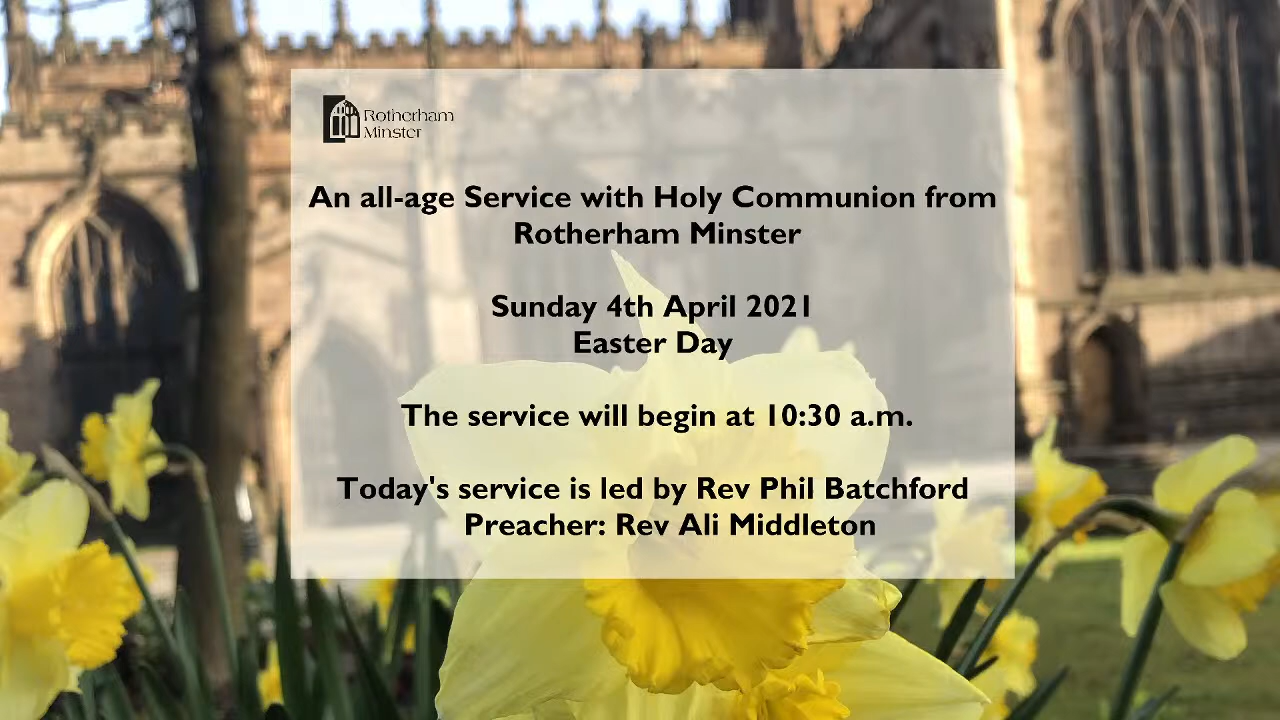 Rotherham
Minster
An all-age Service with Holy Communion from
Rotherham Minster
Sunday 4th April 2021
Easter Day
The service will begin at 10:30 a.m.
Today's service is led by Rev Phil Batchford
Preacher: Rev Ali Middleton